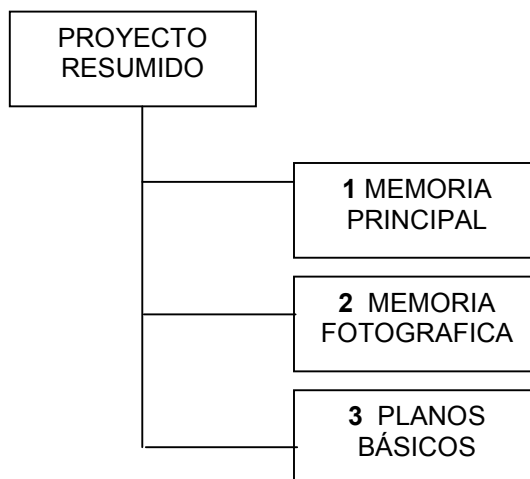 PROYECTO
RESUMIDO
1 MEMORIA
PRINCIPAL
2 MEMORIA
FOTOGRAFICA
3 PLANOS
BÁSICOS